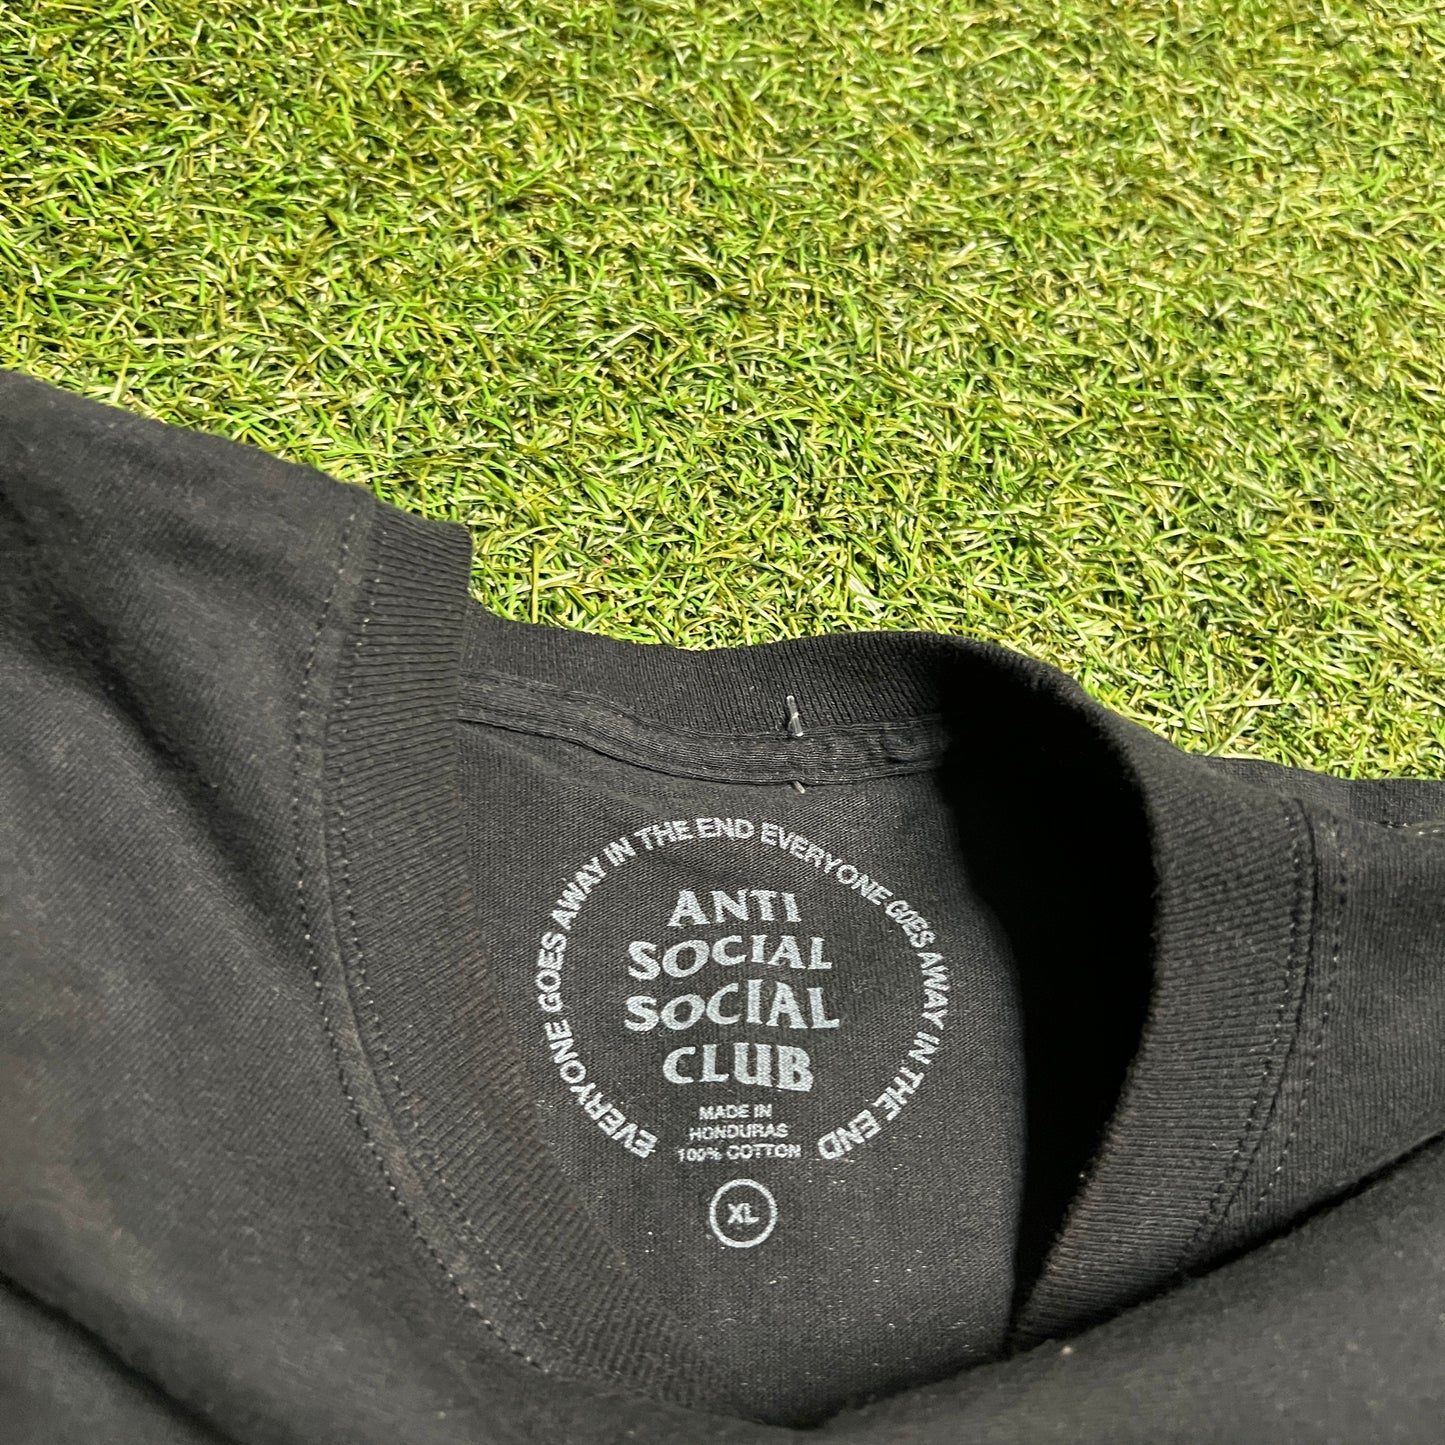 EVERYONE GOES AWAY IN THE END EVERYONE GOES AWAY IN THE END
ANTI
SOCIAL
SOCIAL
CLUB
MADE IN
HONDURAS
100% COTTON
XL